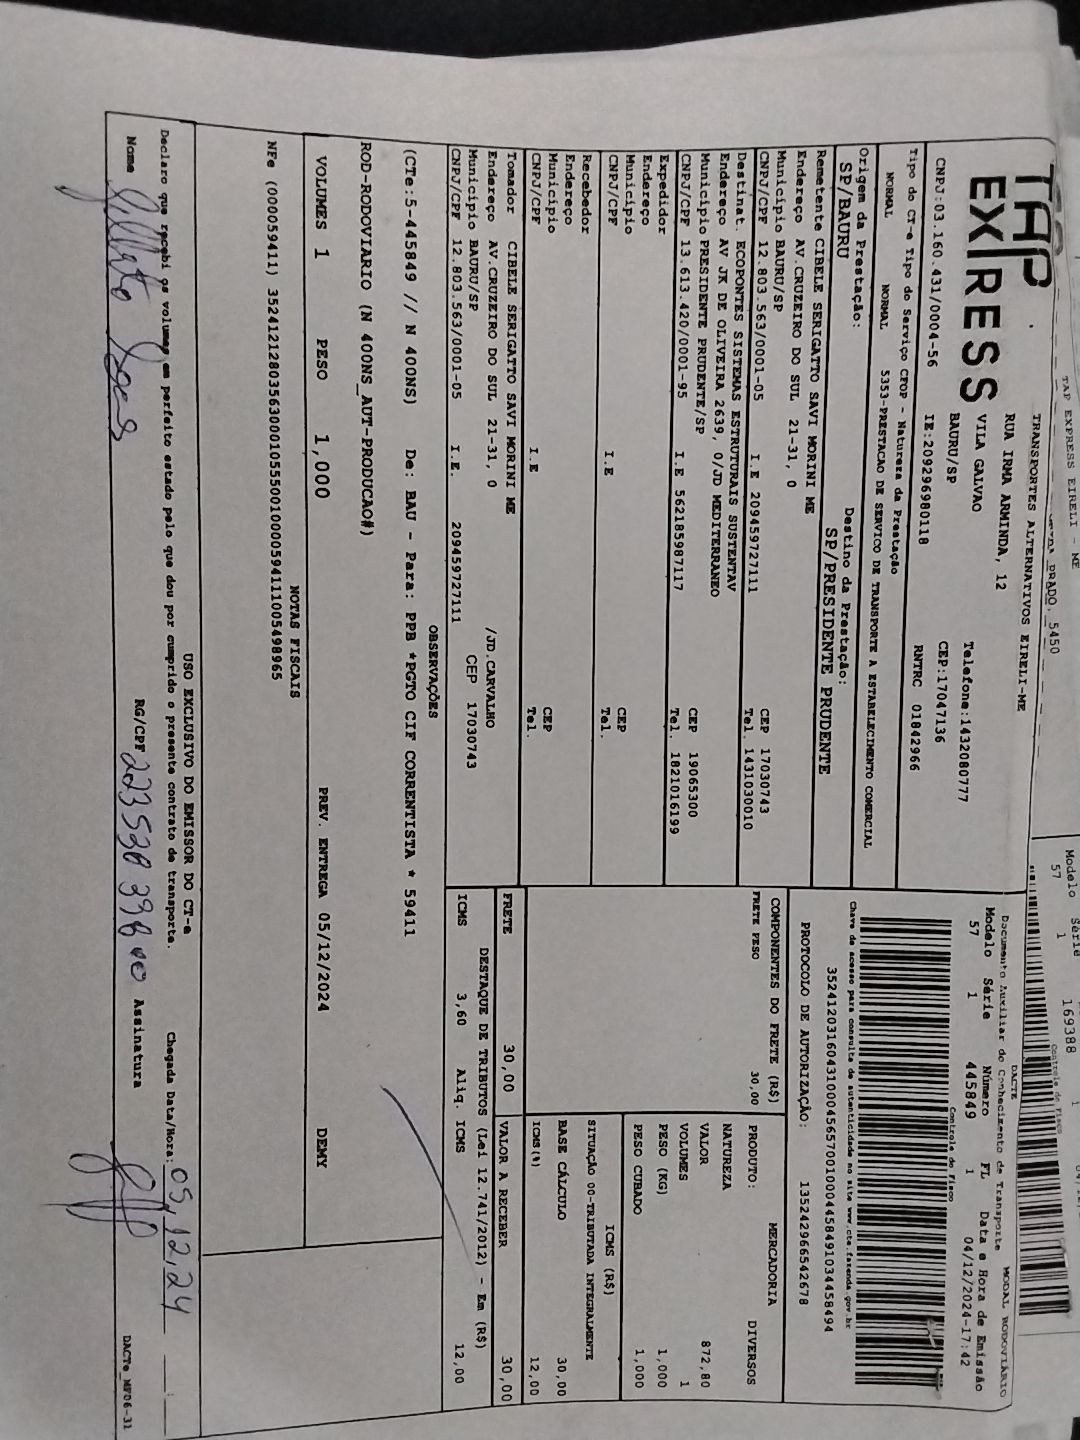 TAP EXPRESS EIRELI - ME
PRADO, 5450
Modelo Série
57 1 169388 1
Controle do Fisco
TAP
EXPRESS
TRANSPORTES ALTERNATIVOS EIRELI-ME
RUA IRMA ARMINDA, 12
VILA GALVAO
BAURU/SP
Telefone:1432080777
CEP:17047136
CNPJ:03.160.431/0004-56 IE:209296980118 RNTRC 01842966
DACTE
Documento Auxiliar do Conhecimento de Transporte MODAL RODOVIÁRIO
Modelo Série Número FL Data e Hora de Emissão
57 1 445849 1 04/12/2024-17:42
Controle do Fisco
Tipo do CT-e Tipo do Serviço CFOP - Natureza da Prestação
NORMAL NORMAL 5353-PRESTACAO DE SERVICO DE TRANSPORTE A ESTABELECIMENTO COMERCIAL
Chave de acesso para consulta de autenticidade no site www.cte.fazenda.gov.br
35241203160431000456570010004458491034458494
Origem da Prestação: Destino da Prestação:
SP/BAURU SP/PRESIDENTE PRUDENTE
PROTOCOLO DE AUTORIZAÇÃO: 135242966542678
Remetente CIBELE SERIGATTO SAVI MORINI ME
Endereço AV.CRUZEIRO DO SUL 21-31, 0
Município BAURU/SP CEP 17030743
CNPJ/CPF 12.803.563/0001-05 I.E 209459727111 Tel. 1431030010
Destinat. ECOPONTES SISTEMAS ESTRUTURAIS SUSTENTAV
Endereço AV JK DE OLIVEIRA 2639, 0/JD MEDITERRANEO
Município PRESIDENTE PRUDENTE/SP CEP 19065300
CNPJ/CPF 13.613.420/0001-95 I.E 562185987117 Tel. 1821016199
Expedidor
Endereço
Município CEP
CNPJ/CPF I.E Tel.
Recebedor
Endereço
Município CEP
CNPJ/CPF I.E Tel.
Tomador CIBELE SERIGATTO SAVI MORINI ME
Endereço AV.CRUZEIRO DO SUL 21-31, 0 /JD.CARVALHO
Município BAURU/SP CEP 17030743
CNPJ/CPF 12.803.563/0001-05 I.E. 209459727111
COMPONENTES DO FRETE (R$)
FRETE PESO 30,00
MERCADORIA
PRODUTO: DIVERSOS
NATUREZA
VALOR 872,80
VOLUMES 1
PESO (KG) 1,000
PESO CUBADO 1,000
ICMS (R$)
SITUAÇÃO 00-TRIBUTADA INTEGRALMENTE
BASE CÁLCULO 30,00
ICMS(%) 12,00
FRETE 30,00 VALOR A RECEBER 30,00
DESTAQUE DE TRIBUTOS (Lei 12.741/2012) - Em (R$)
ICMS 3,60 Aliq. ICMS 12,00
OBSERVAÇÕES
(CTe:5-445849 // N 400NS) De: BAU - Para: PPB *PGTO CIF CORRENTISTA * 59411
ROD-RODOVIARIO (N 400NS_AUT-PRODUCAO#)
VOLUMES 1 PESO 1,000 PREV. ENTREGA 05/12/2024 DEMY
NOTAS FISCAIS
NFe (000059411) 35241212803563000105550010000594111005498965
USO EXCLUSIVO DO EMISSOR DO CT-e
Declaro que recebi os volumes em perfeito estado pelo que dou por cumprido o presente contrato de transporte. Chegada Data/Hora: 05,12,24 :
Nome RG/CPF Assinatura
DACTe_MF06-31